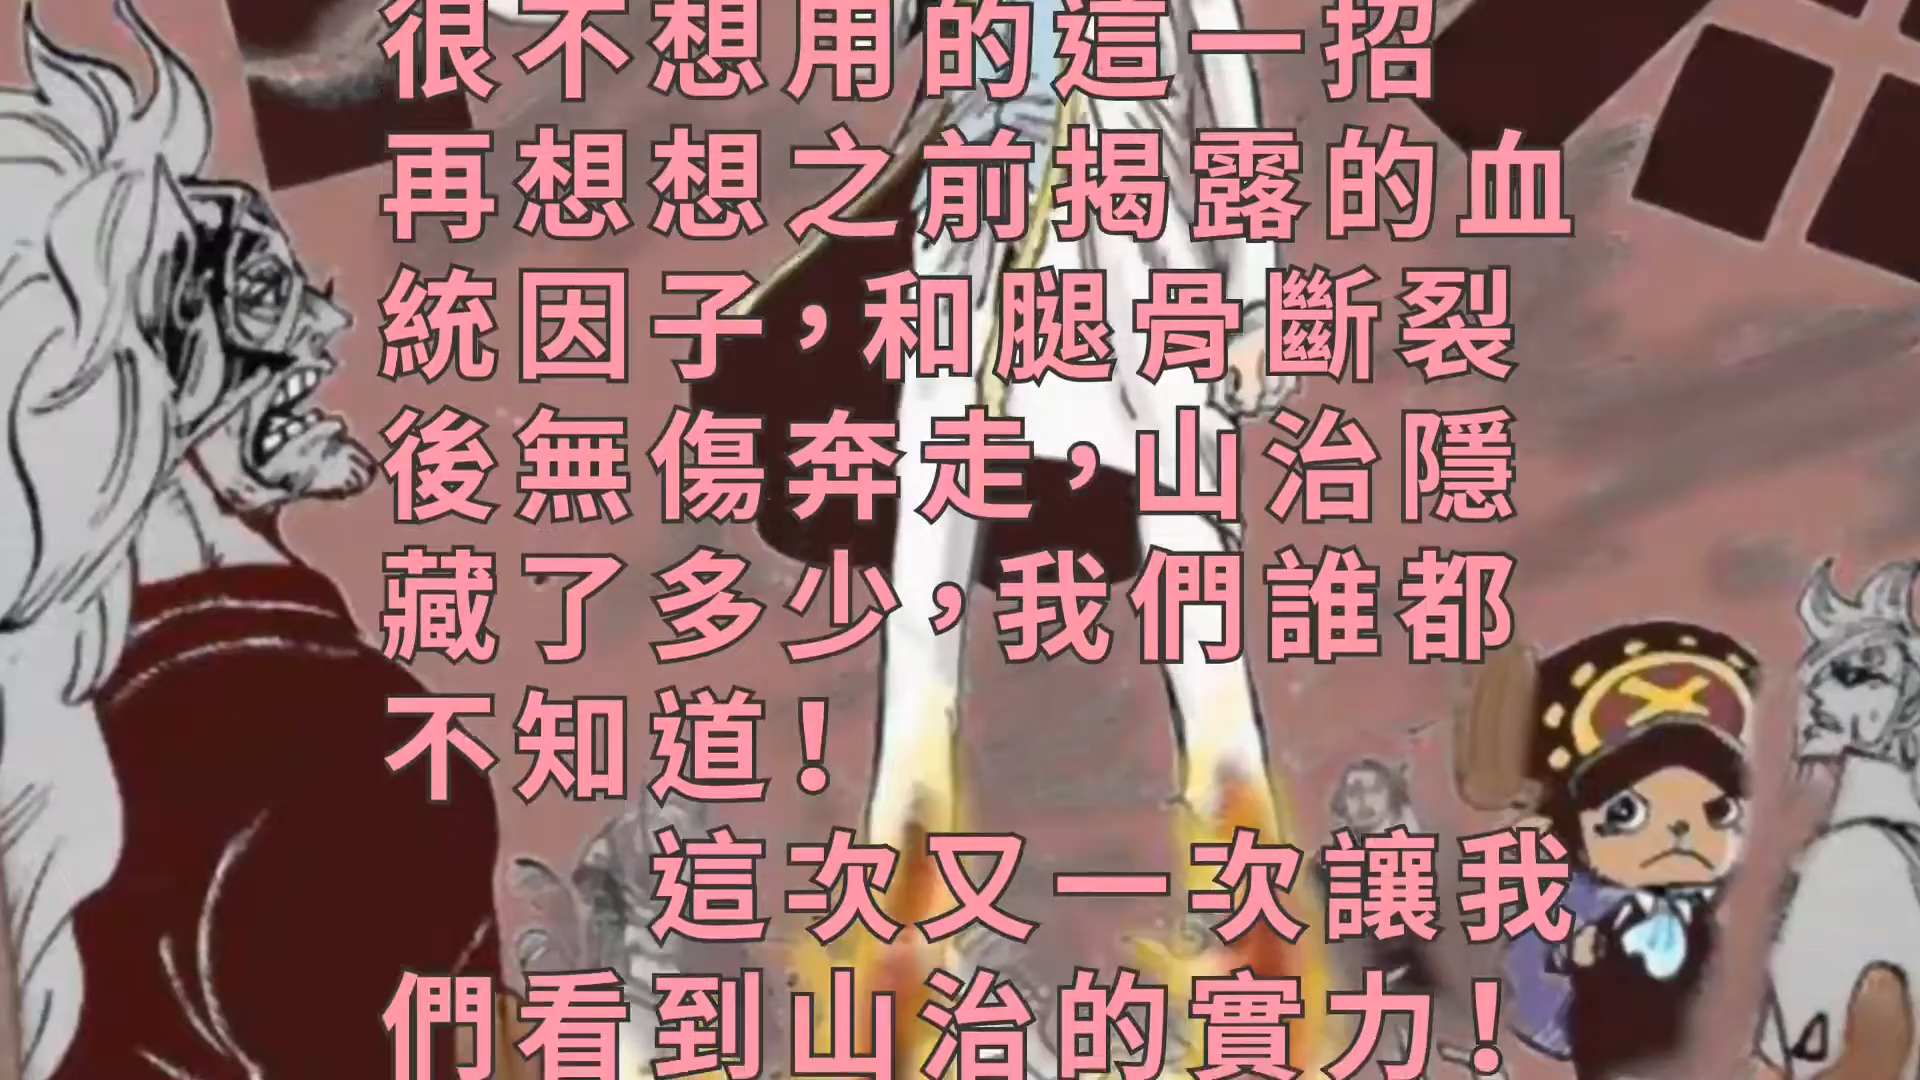 很不想用的這一招
再想想之前揭露的血
統因子，和腿骨斷裂
後無傷奔走，山治隱
藏了多少，我們誰都
不知道！
這次又一次讓我
們看到山治的實力！